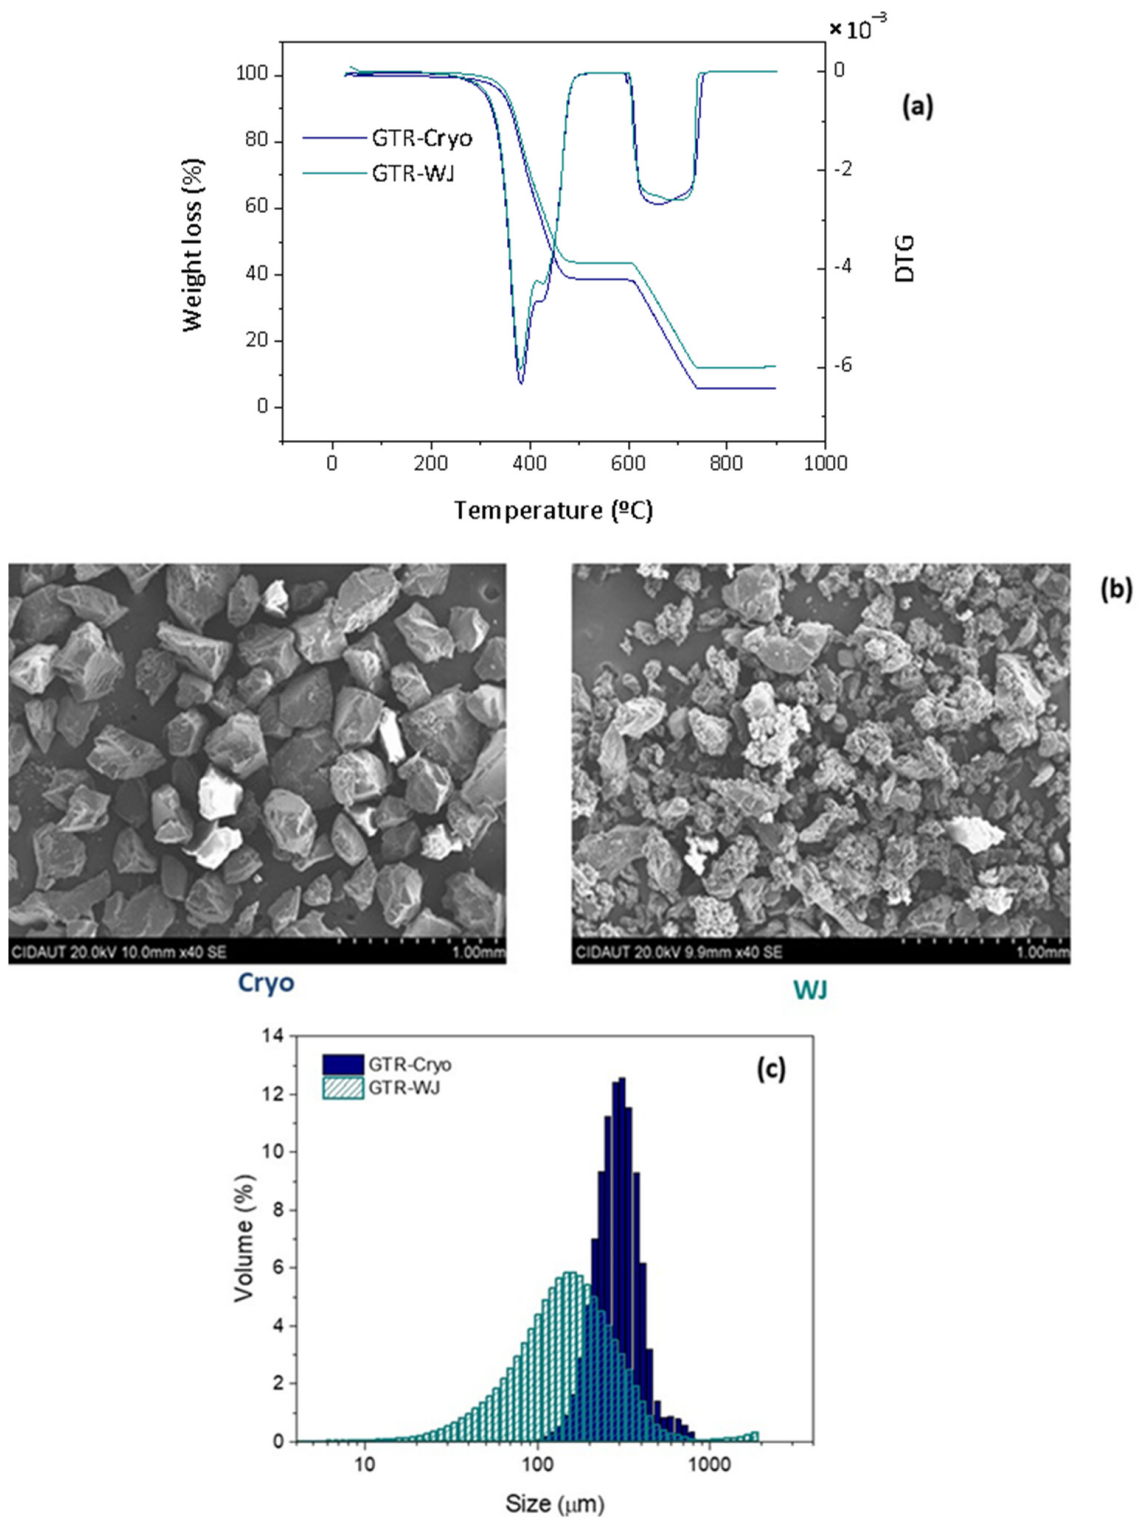 × 10⁻³
100
80
60
40
20
0
0
-2
-4
-6
GTR-Cryo
GTR-WJ
(a)
Weight loss (%)
DTG
0
200
400
600
800
1000
Temperature (ºC)
(b)
CIDAUT 20.0kV 10.0mm x40 SE
1.00mm
CIDAUT 20.0kV 9.9mm x40 SE
1.00mm
Cryo
WJ
14
12
10
8
6
4
2
0
GTR-Cryo
GTR-WJ
(c)
Volume (%)
10
100
1000
Size (μm)